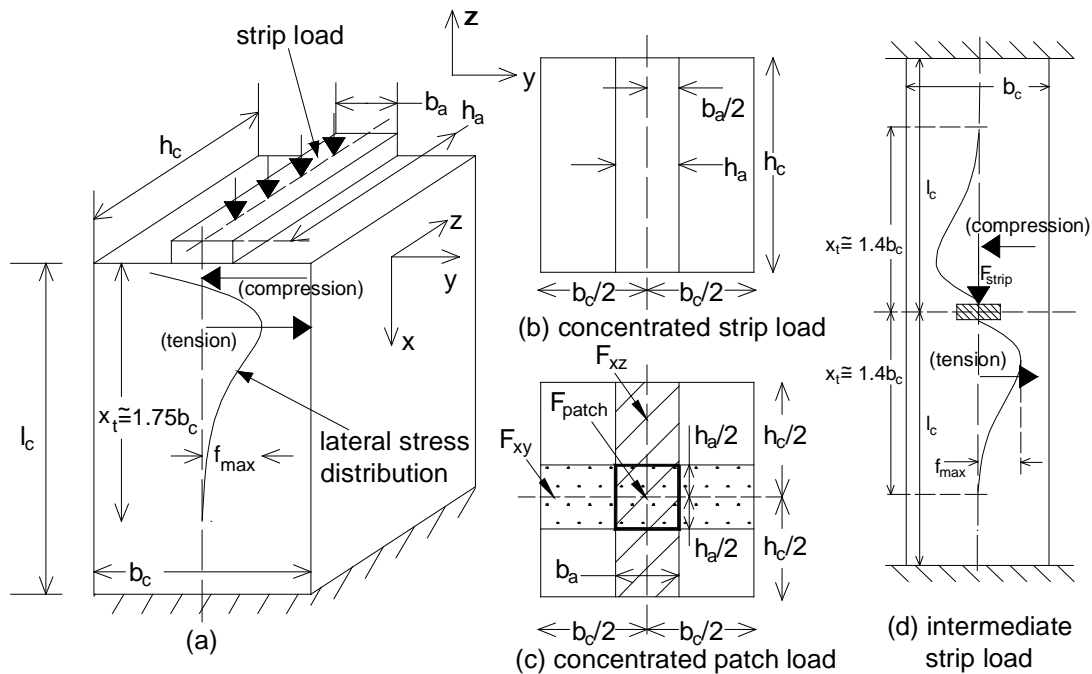 strip load
z
y
b_a
h_a
h_c
z
y
x
(compression)
(tension)
x_t≅1.75b_c
l_c
f_max
lateral stress
distribution
b_c
(a)
b_a/2
h_a
h_c
b_c/2
b_c/2
(b) concentrated strip load
F_xz
F_patch
F_xy
h_a/2
h_a/2
h_c/2
h_c/2
b_a
b_c/2
b_c/2
(c) concentrated patch load
b_c
l_c
x_t≅1.4b_c
(compression)
F_strip
(tension)
x_t≅1.4b_c
l_c
f_max
(d) intermediate
strip load